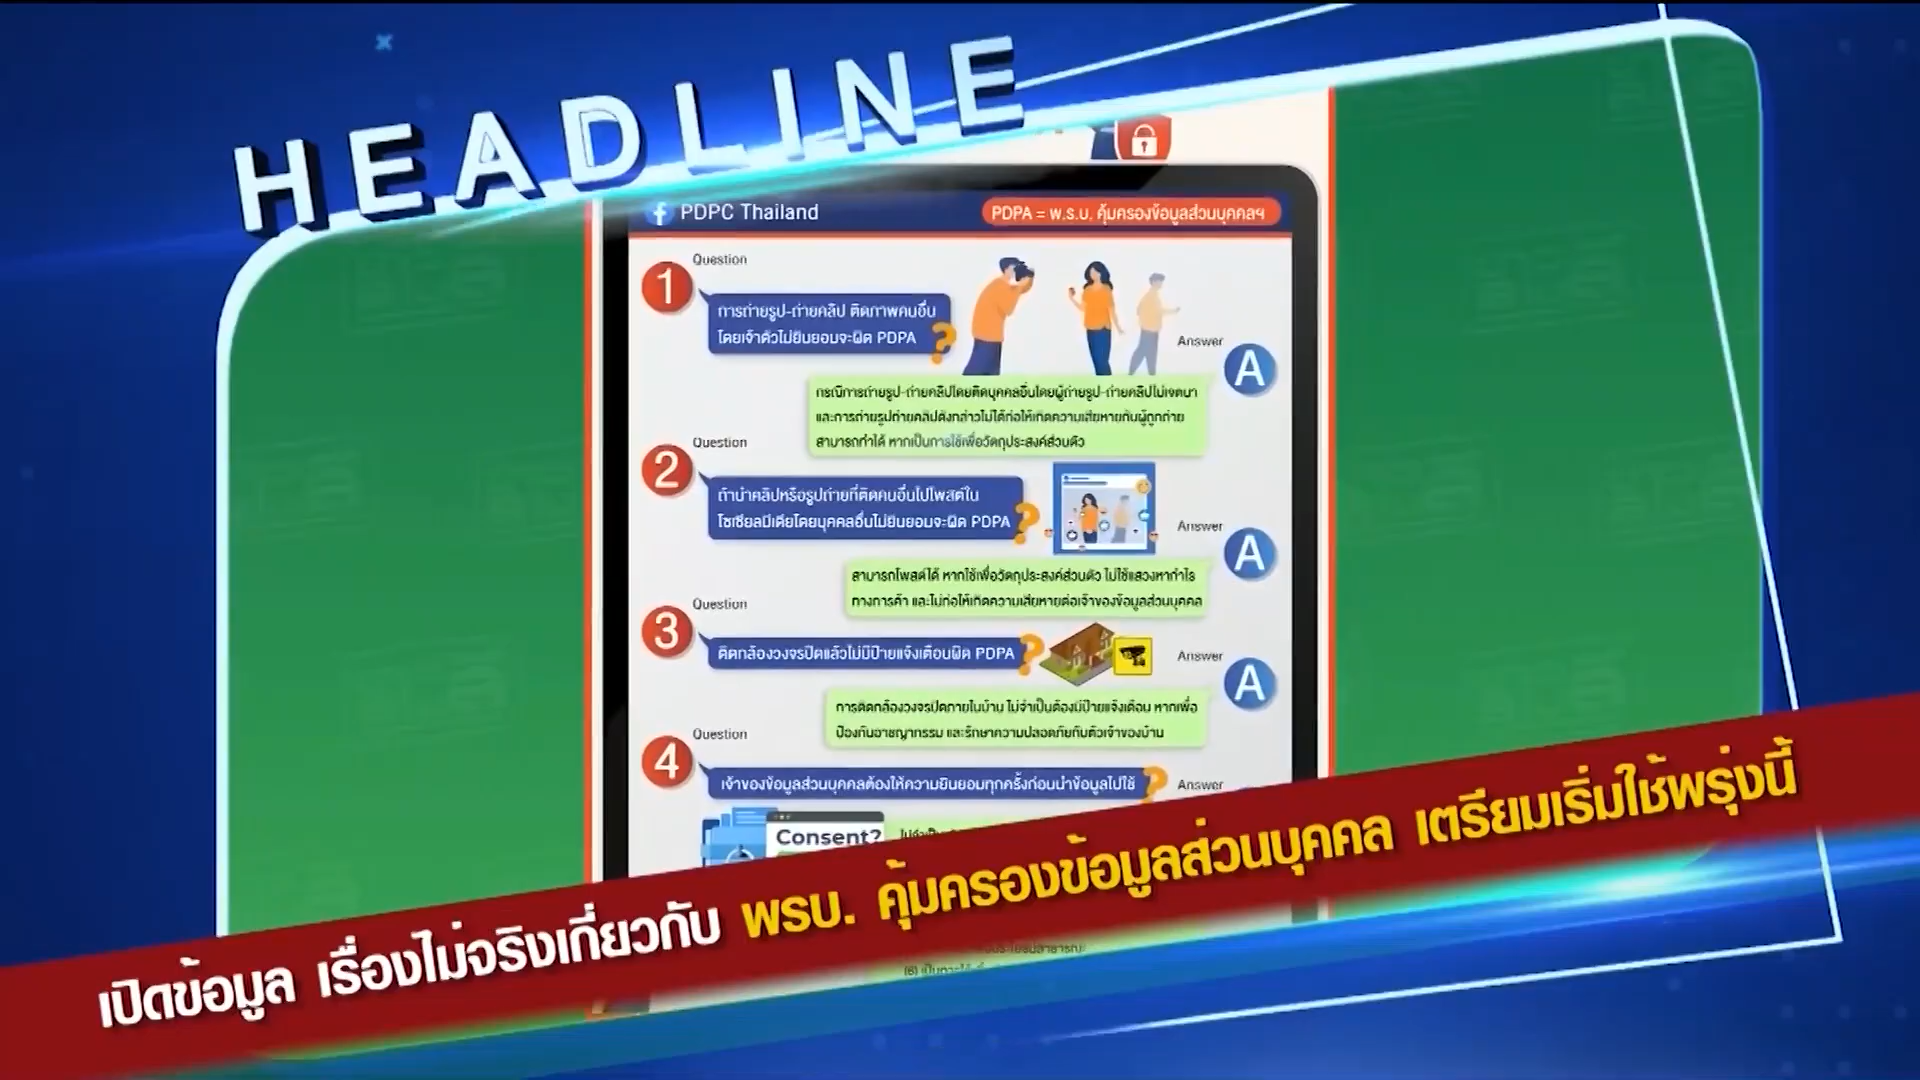 HEADLINE
PDPC Thailand
PDPA = พ.ร.บ. คุ้มครองข้อมูลส่วนบุคคลฯ
Question
1
การถ่ายรูป-ถ่ายคลิป ติดภาพคนอื่น
โดยเจ้าตัวไม่ยินยอมจะผิด PDPA
?
Answer
A
กรณีการถ่ายรูป-ถ่ายคลิปโดยติดบุคคลอื่นโดยผู้ถ่ายรูป-ถ่ายคลิปไม่เจตนา
และการถ่ายรูปถ่ายคลิปดังกล่าวไม่ได้ก่อให้เกิดความเสียหายกับผู้ถูกถ่าย
สามารถทำได้ หากเป็นการใช้เพื่อวัตถุประสงค์ส่วนตัว
Question
2
ถ้านำคลิปหรือรูปถ่ายที่ติดคนอื่นไปโพสต์ใน
โซเชียลมีเดียโดยบุคคลอื่นไม่ยินยอมจะผิด PDPA
?
Answer
A
สามารถโพสต์ได้ หากใช้เพื่อวัตถุประสงค์ส่วนตัว ไม่ใช้แสวงหากำไร
ทางการค้า และไม่ก่อให้เกิดความเสียหายต่อเจ้าของข้อมูลส่วนบุคคล
Question
3
ติดกล้องวงจรปิดแล้วไม่มีป้ายแจ้งเตือนผิด PDPA
?
Answer
A
การติดกล้องวงจรปิดภายในบ้าน ไม่จำเป็นต้องมีป้ายแจ้งเตือน หากเพื่อ
ป้องกันอาชญากรรม และรักษาความปลอดภัยกับตัวเจ้าของบ้าน
Question
4
เจ้าของข้อมูลส่วนบุคคลต้องให้ความยินยอมทุกครั้งก่อนนำข้อมูลไปใช้
?
Answer
Consent?
เปิดข้อมูล เรื่องไม่จริงเกี่ยวกับ พรบ. คุ้มครองข้อมูลส่วนบุคคล เตรียมเริ่มใช้พรุ่งนี้